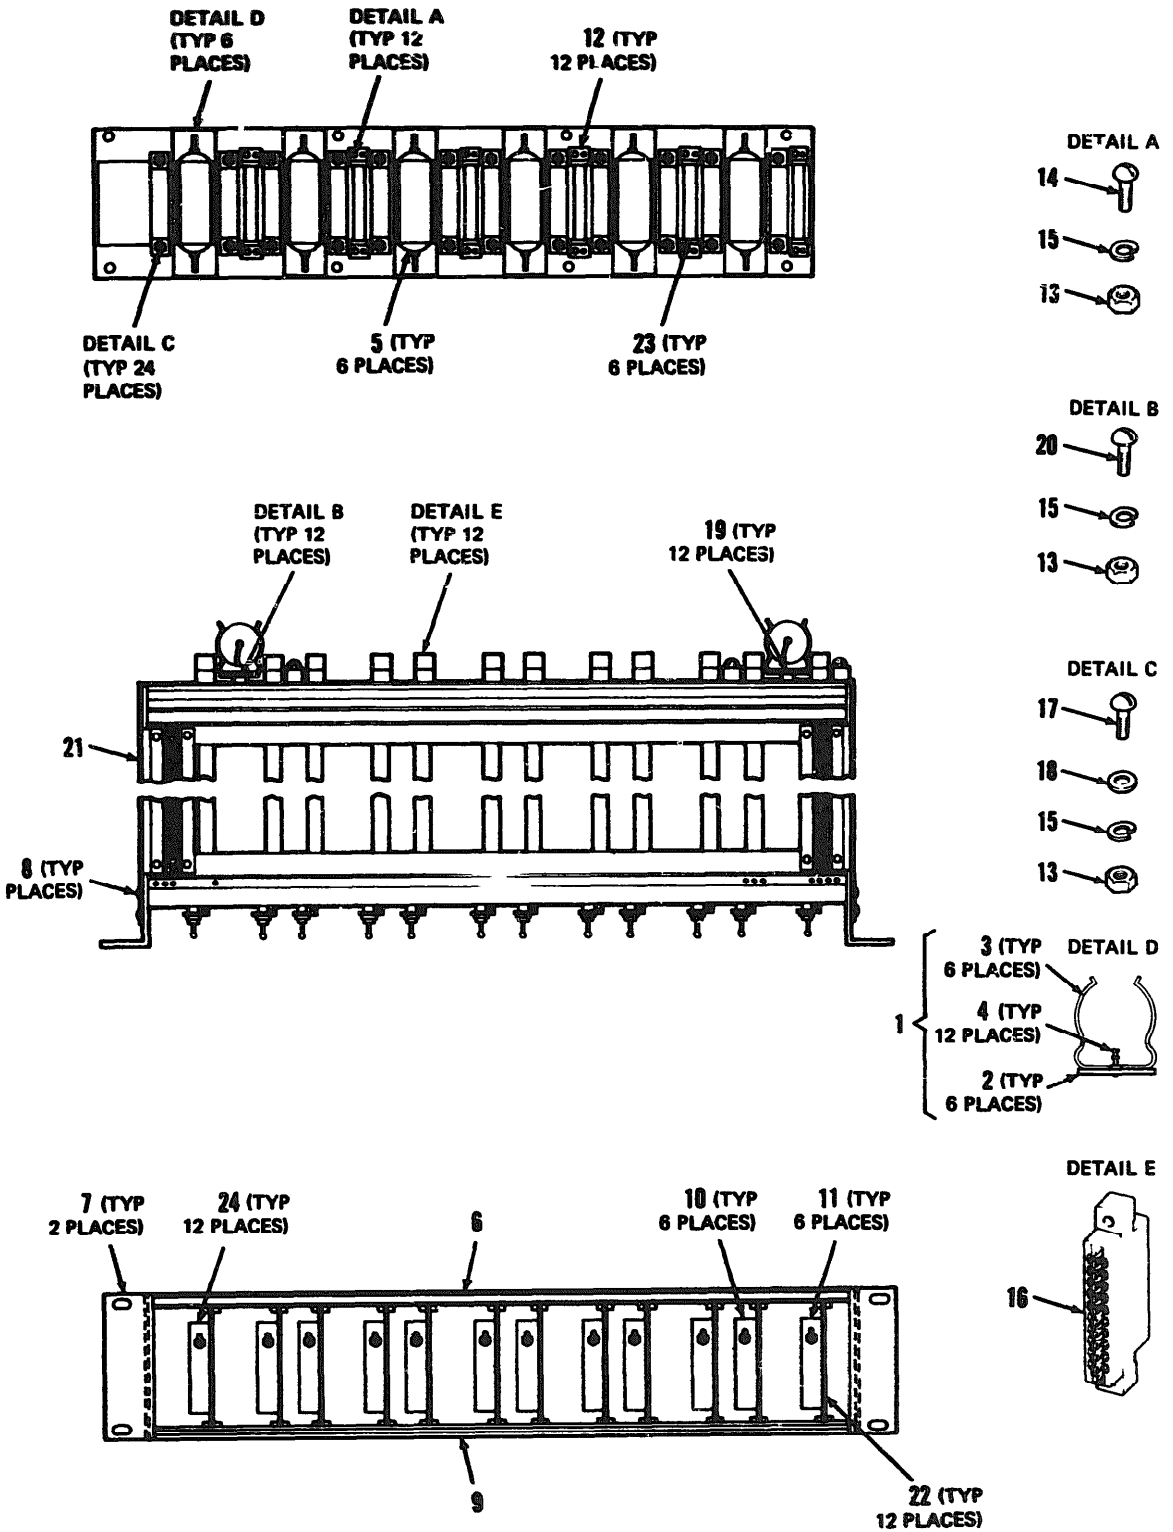 DETAIL D
(TYP 6
PLACES)
DETAIL A
(TYP 12
PLACES)
12 (TYP
12 PLACES)
DETAIL C
(TYP 24
PLACES)
5 (TYP
6 PLACES)
23 (TYP
6 PLACES)
DETAIL A
14
15
13
DETAIL B
20
15
13
DETAIL B
(TYP 12
PLACES)
DETAIL E
(TYP 12
PLACES)
19 (TYP
12 PLACES)
21
8 (TYP
PLACES)
DETAIL C
17
18
15
13
1
3 (TYP
6 PLACES)
4 (TYP
12 PLACES)
2 (TYP
6 PLACES)
DETAIL D
DETAIL E
16
7 (TYP
2 PLACES)
24 (TYP
12 PLACES)
6
10 (TYP
6 PLACES)
11 (TYP
6 PLACES)
9
22 (TYP
12 PLACES)